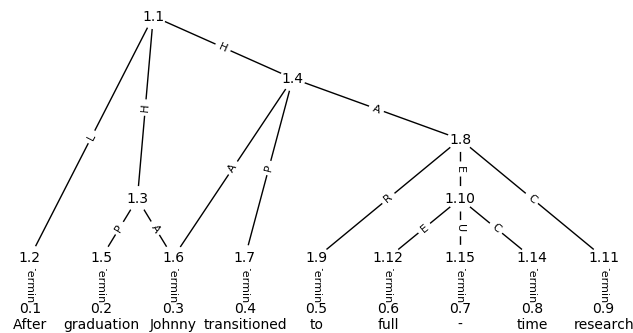 1.1
H
1.4
L
H
A
A
P
1.8
R
E
C
1.3
1.10
P
A
E
U
C
1.2
1.5
1.6
1.7
1.9
1.12
1.15
1.14
1.11
ermin
ermin
ermin
ermin
ermin
ermin
ermin
ermin
ermin
0.1 0.2 0.3 0.4 0.5 0.6 0.7 0.8 0.9
After graduation Johnny transitioned to full - time research